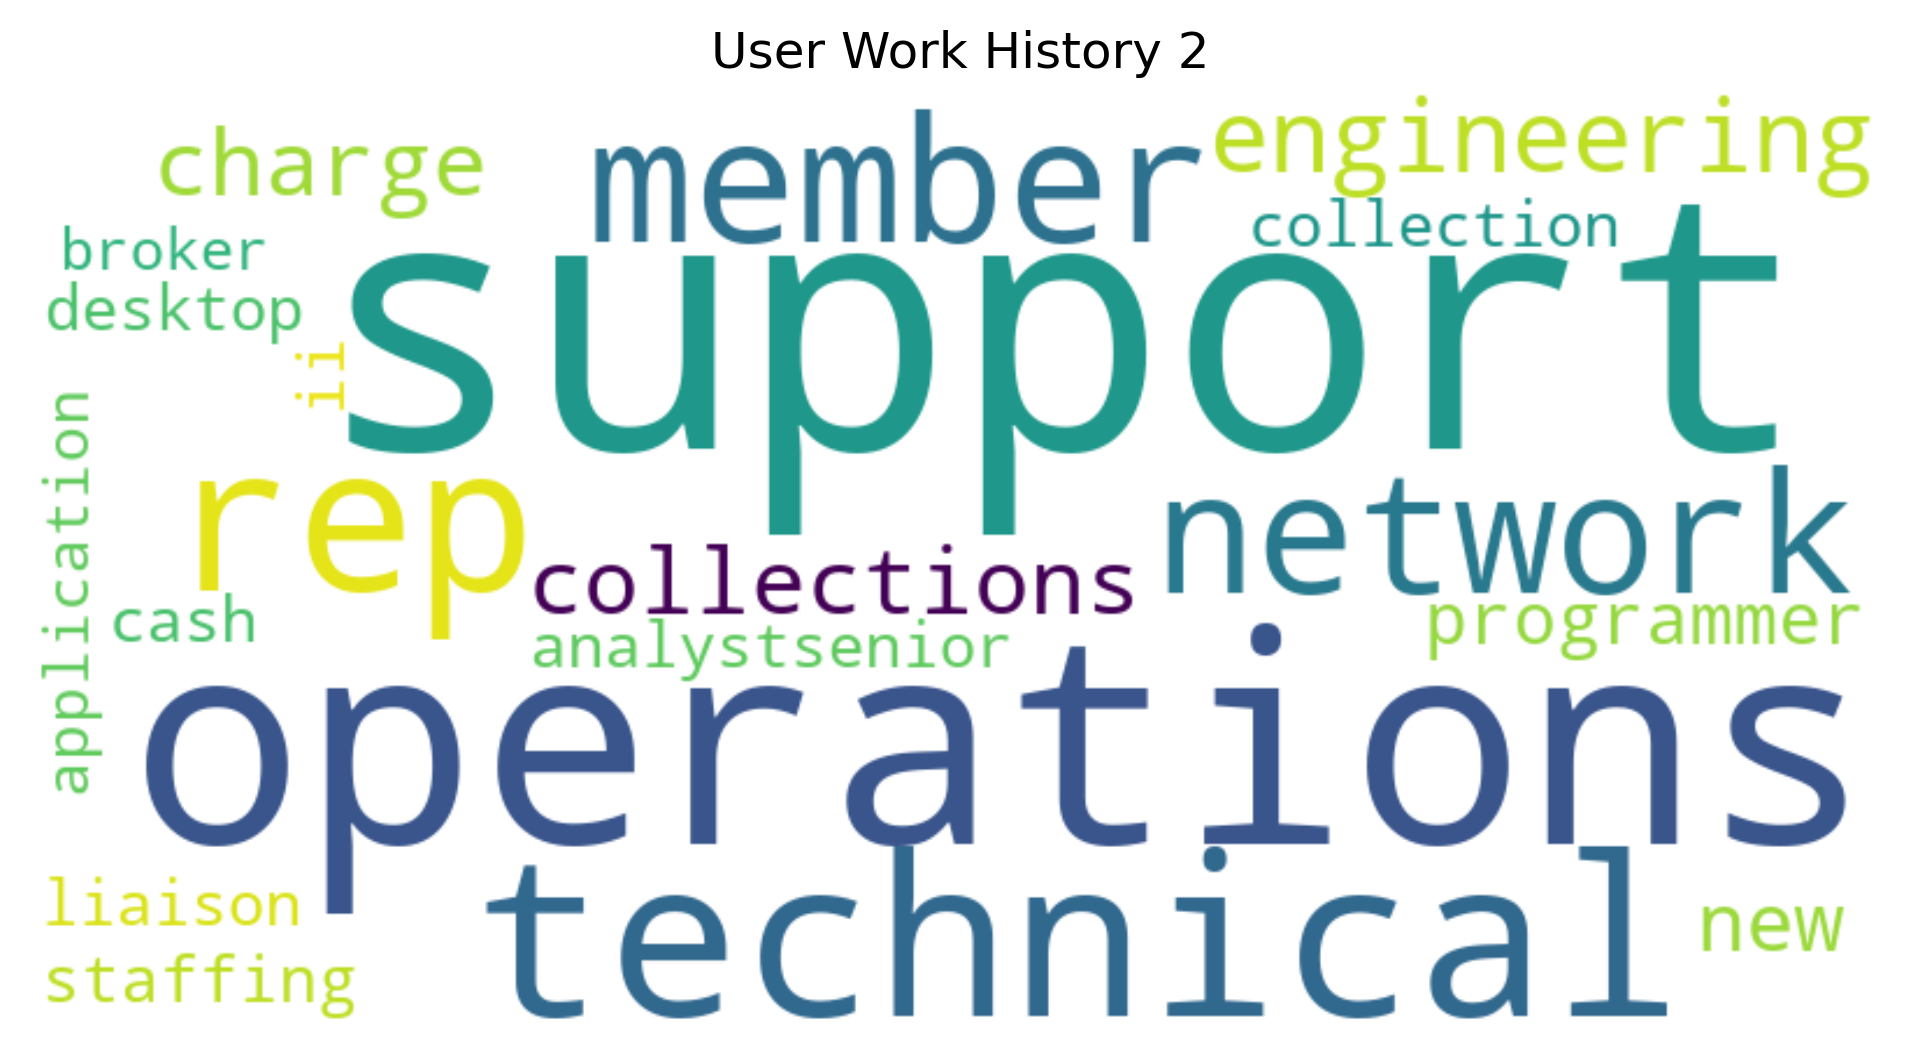 User Work History 2
charge
member
engineering
broker
collection
desktop
support
ii
application
rep
network
collections
cash
programmer
analystsenior
operations
liaison
technical
new
staffing